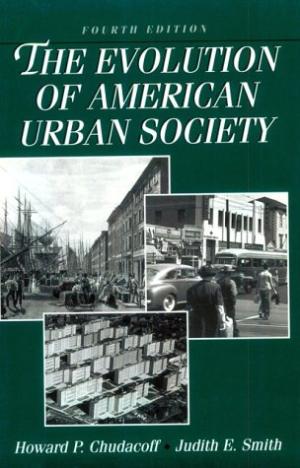 FOURTH EDITION
THE EVOLUTION
OF AMERICAN
URBAN SOCIETY
Howard P. Chudacoff • Judith E. Smith